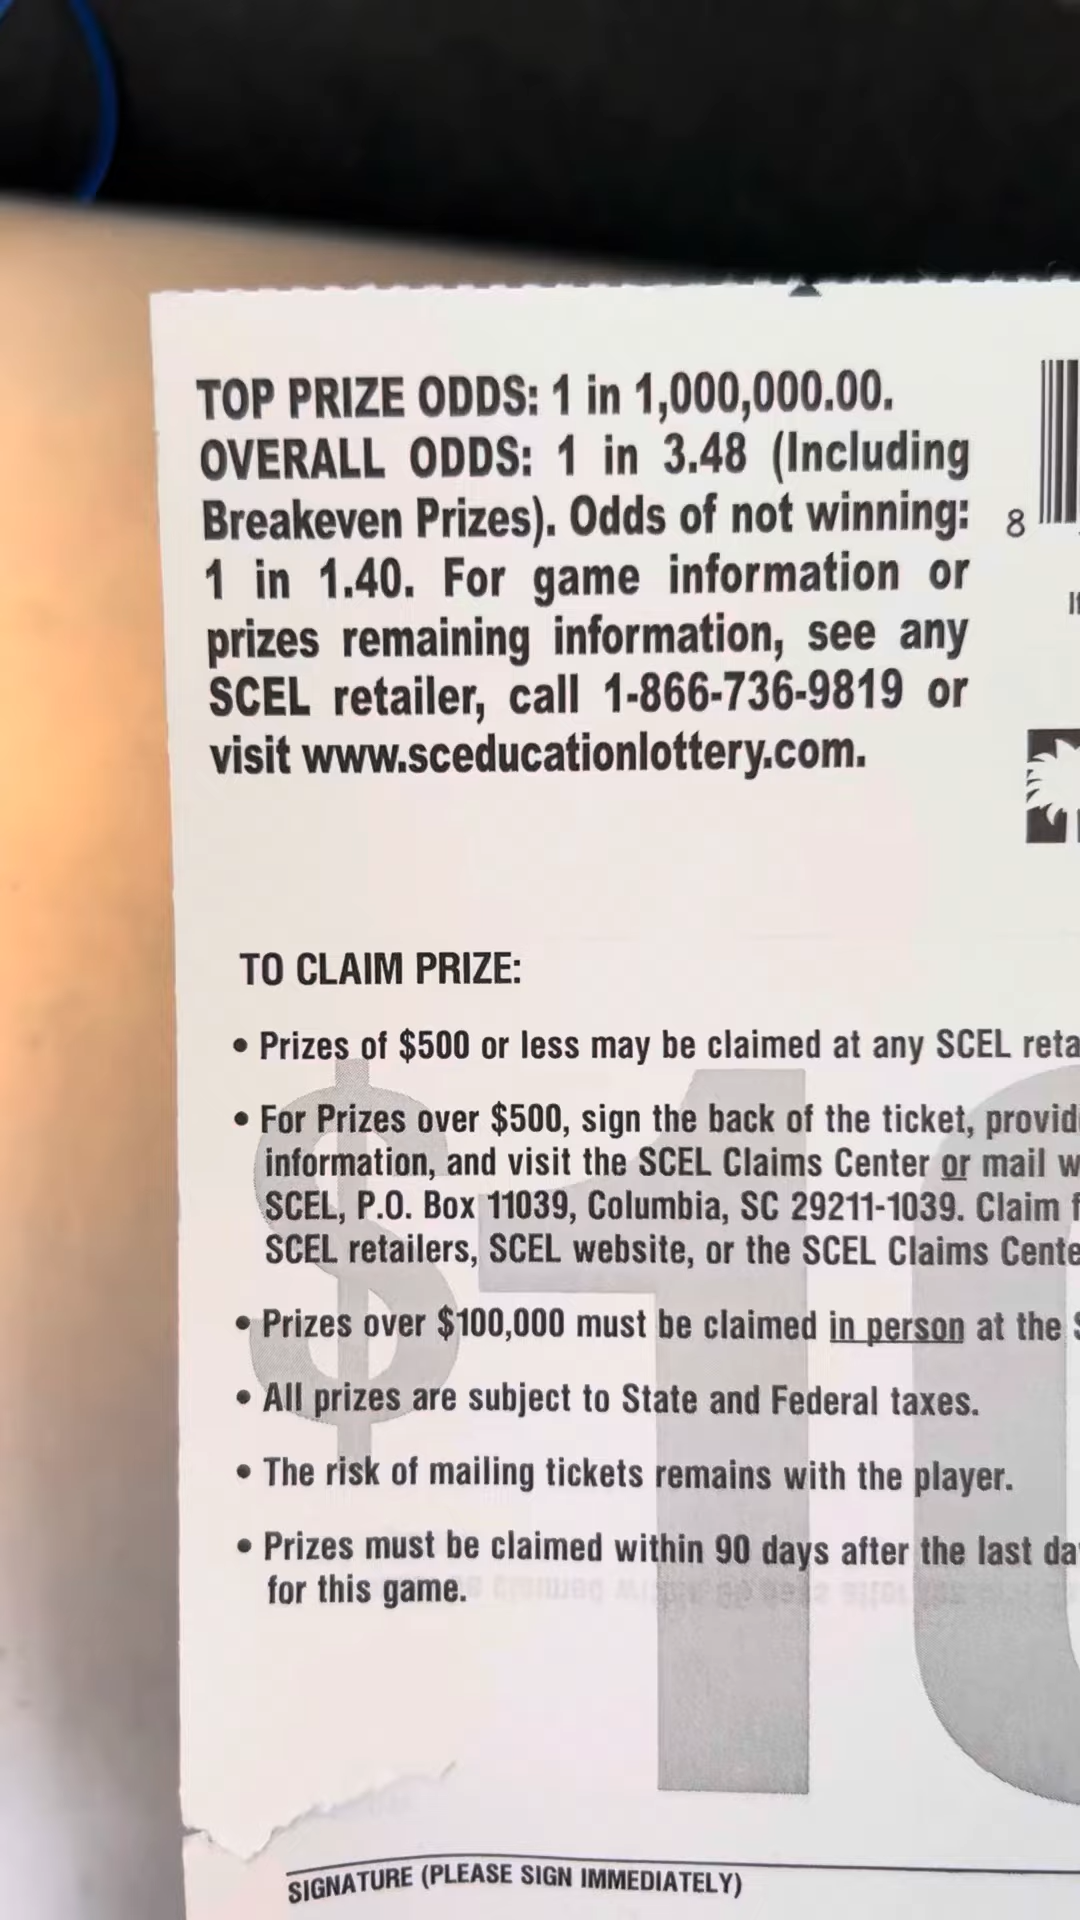 TOP PRIZE ODDS: 1 in 1,000,000.00.
OVERALL ODDS: 1 in 3.48 (Including
Breakeven Prizes). Odds of not winning:
1 in 1.40. For game information or
prizes remaining information, see any
SCEL retailer, call 1-866-736-9819 or
visit www.sceducationlottery.com.
8
TO CLAIM PRIZE:
• Prizes of $500 or less may be claimed at any SCEL
• For Prizes over $500, sign the back of the ticket,
information, and visit the SCEL Claims Center or mail
SCEL, P.O. Box 11039, Columbia, SC 29211-1039. Claim
SCEL retailers, SCEL website, or the SCEL Claims
• Prizes over $100,000 must be claimed in person at the
• All prizes are subject to State and Federal taxes.
• The risk of mailing tickets remains with the player.
• Prizes must be claimed within 90 days after the last
for this game.
$10
SIGNATURE (PLEASE SIGN IMMEDIATELY)